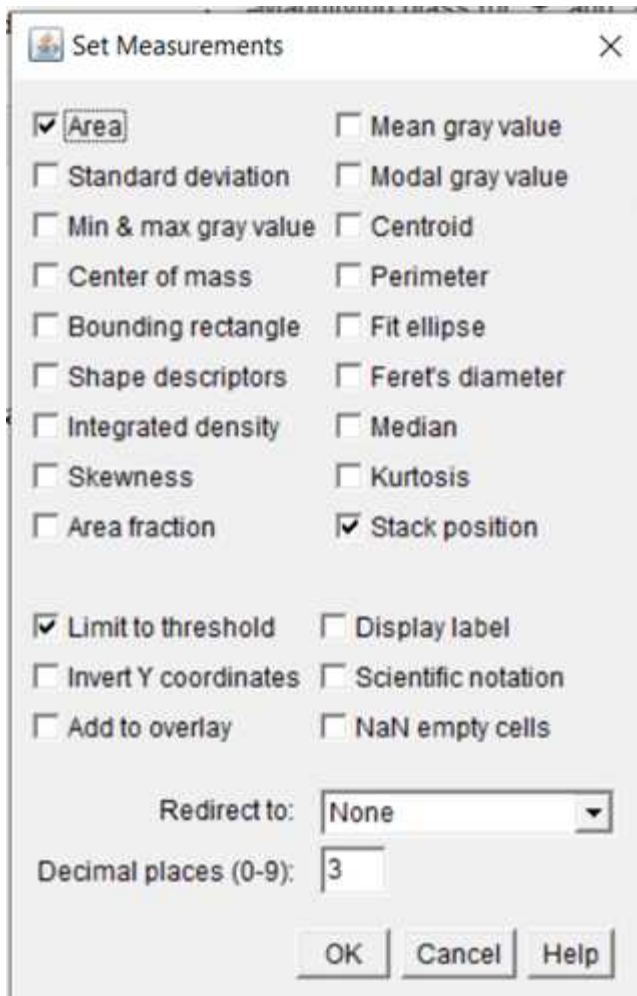 Set Measurements
Area
Mean gray value
Standard deviation
Modal gray value
Min & max gray value
Centroid
Center of mass
Perimeter
Bounding rectangle
Fit ellipse
Shape descriptors
Feret's diameter
Integrated density
Median
Skewness
Kurtosis
Area fraction
Stack position
Limit to threshold
Display label
Invert Y coordinates
Scientific notation
Add to overlay
NaN empty cells
Redirect to: None
Decimal places (0-9): 3
OK Cancel Help